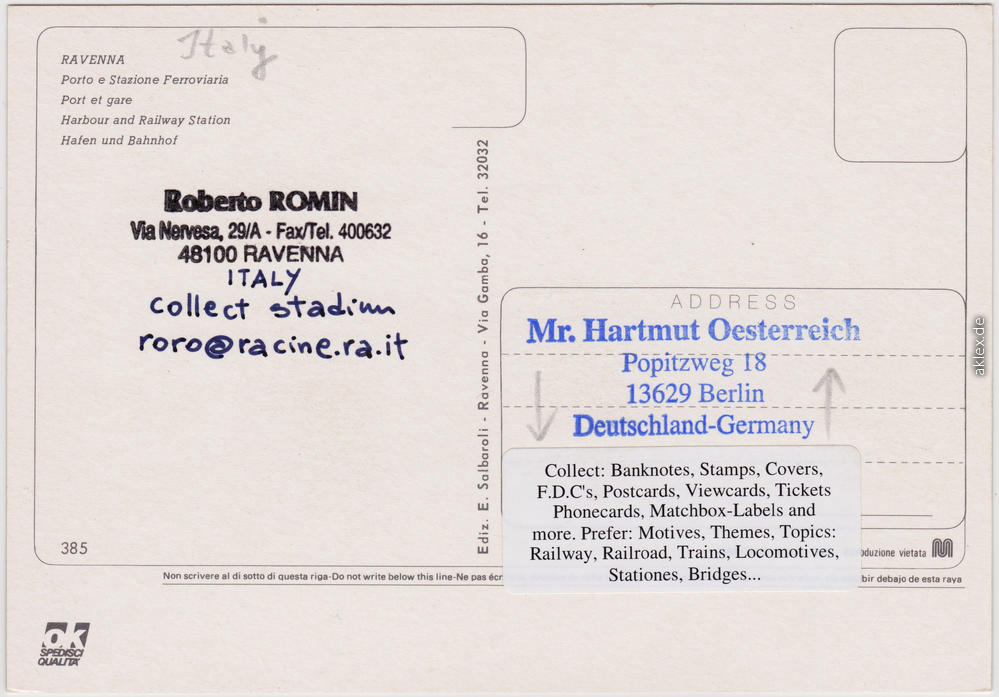 Italy
RAVENNA
Porto e Stazione Ferroviaria
Port et gare
Harbour and Railway Station
Hafen und Bahnhof
Roberto ROMIN
Via Nervesa, 29/A - Fax/Tel. 400632
48100 RAVENNA
ITALY
collect stadium
roro@racine.ra.it
385
Ediz. E. Salbaroli - Ravenna - Via Gamba, 16 - Tel. 32032
ADDRESS
Mr. Hartmut Oesterreich
Popitzweg 18
13629 Berlin
Deutschland-Germany
Collect: Banknotes, Stamps, Covers,
F.D.C's, Postcards, Viewcards, Tickets
Phonecards, Matchbox-Labels and
more. Prefer: Motives, Themes, Topics:
Railway, Railroad, Trains, Locomotives,
Stationes, Bridges...
oduzione vietata
Non scrivere al di sotto di questa riga-Do not write below this line-Ne pas écr
bir debajo de esta raya
ok
SPEDISCI
QUALITA'
aklex.de